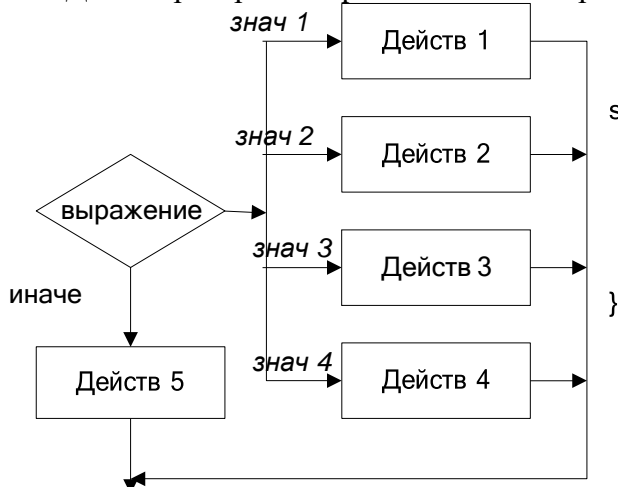 знач 1
Действ 1
s
знач 2
Действ 2
выражение
знач 3
Действ 3
иначе
}
знач 4
Действ 5
Действ 4